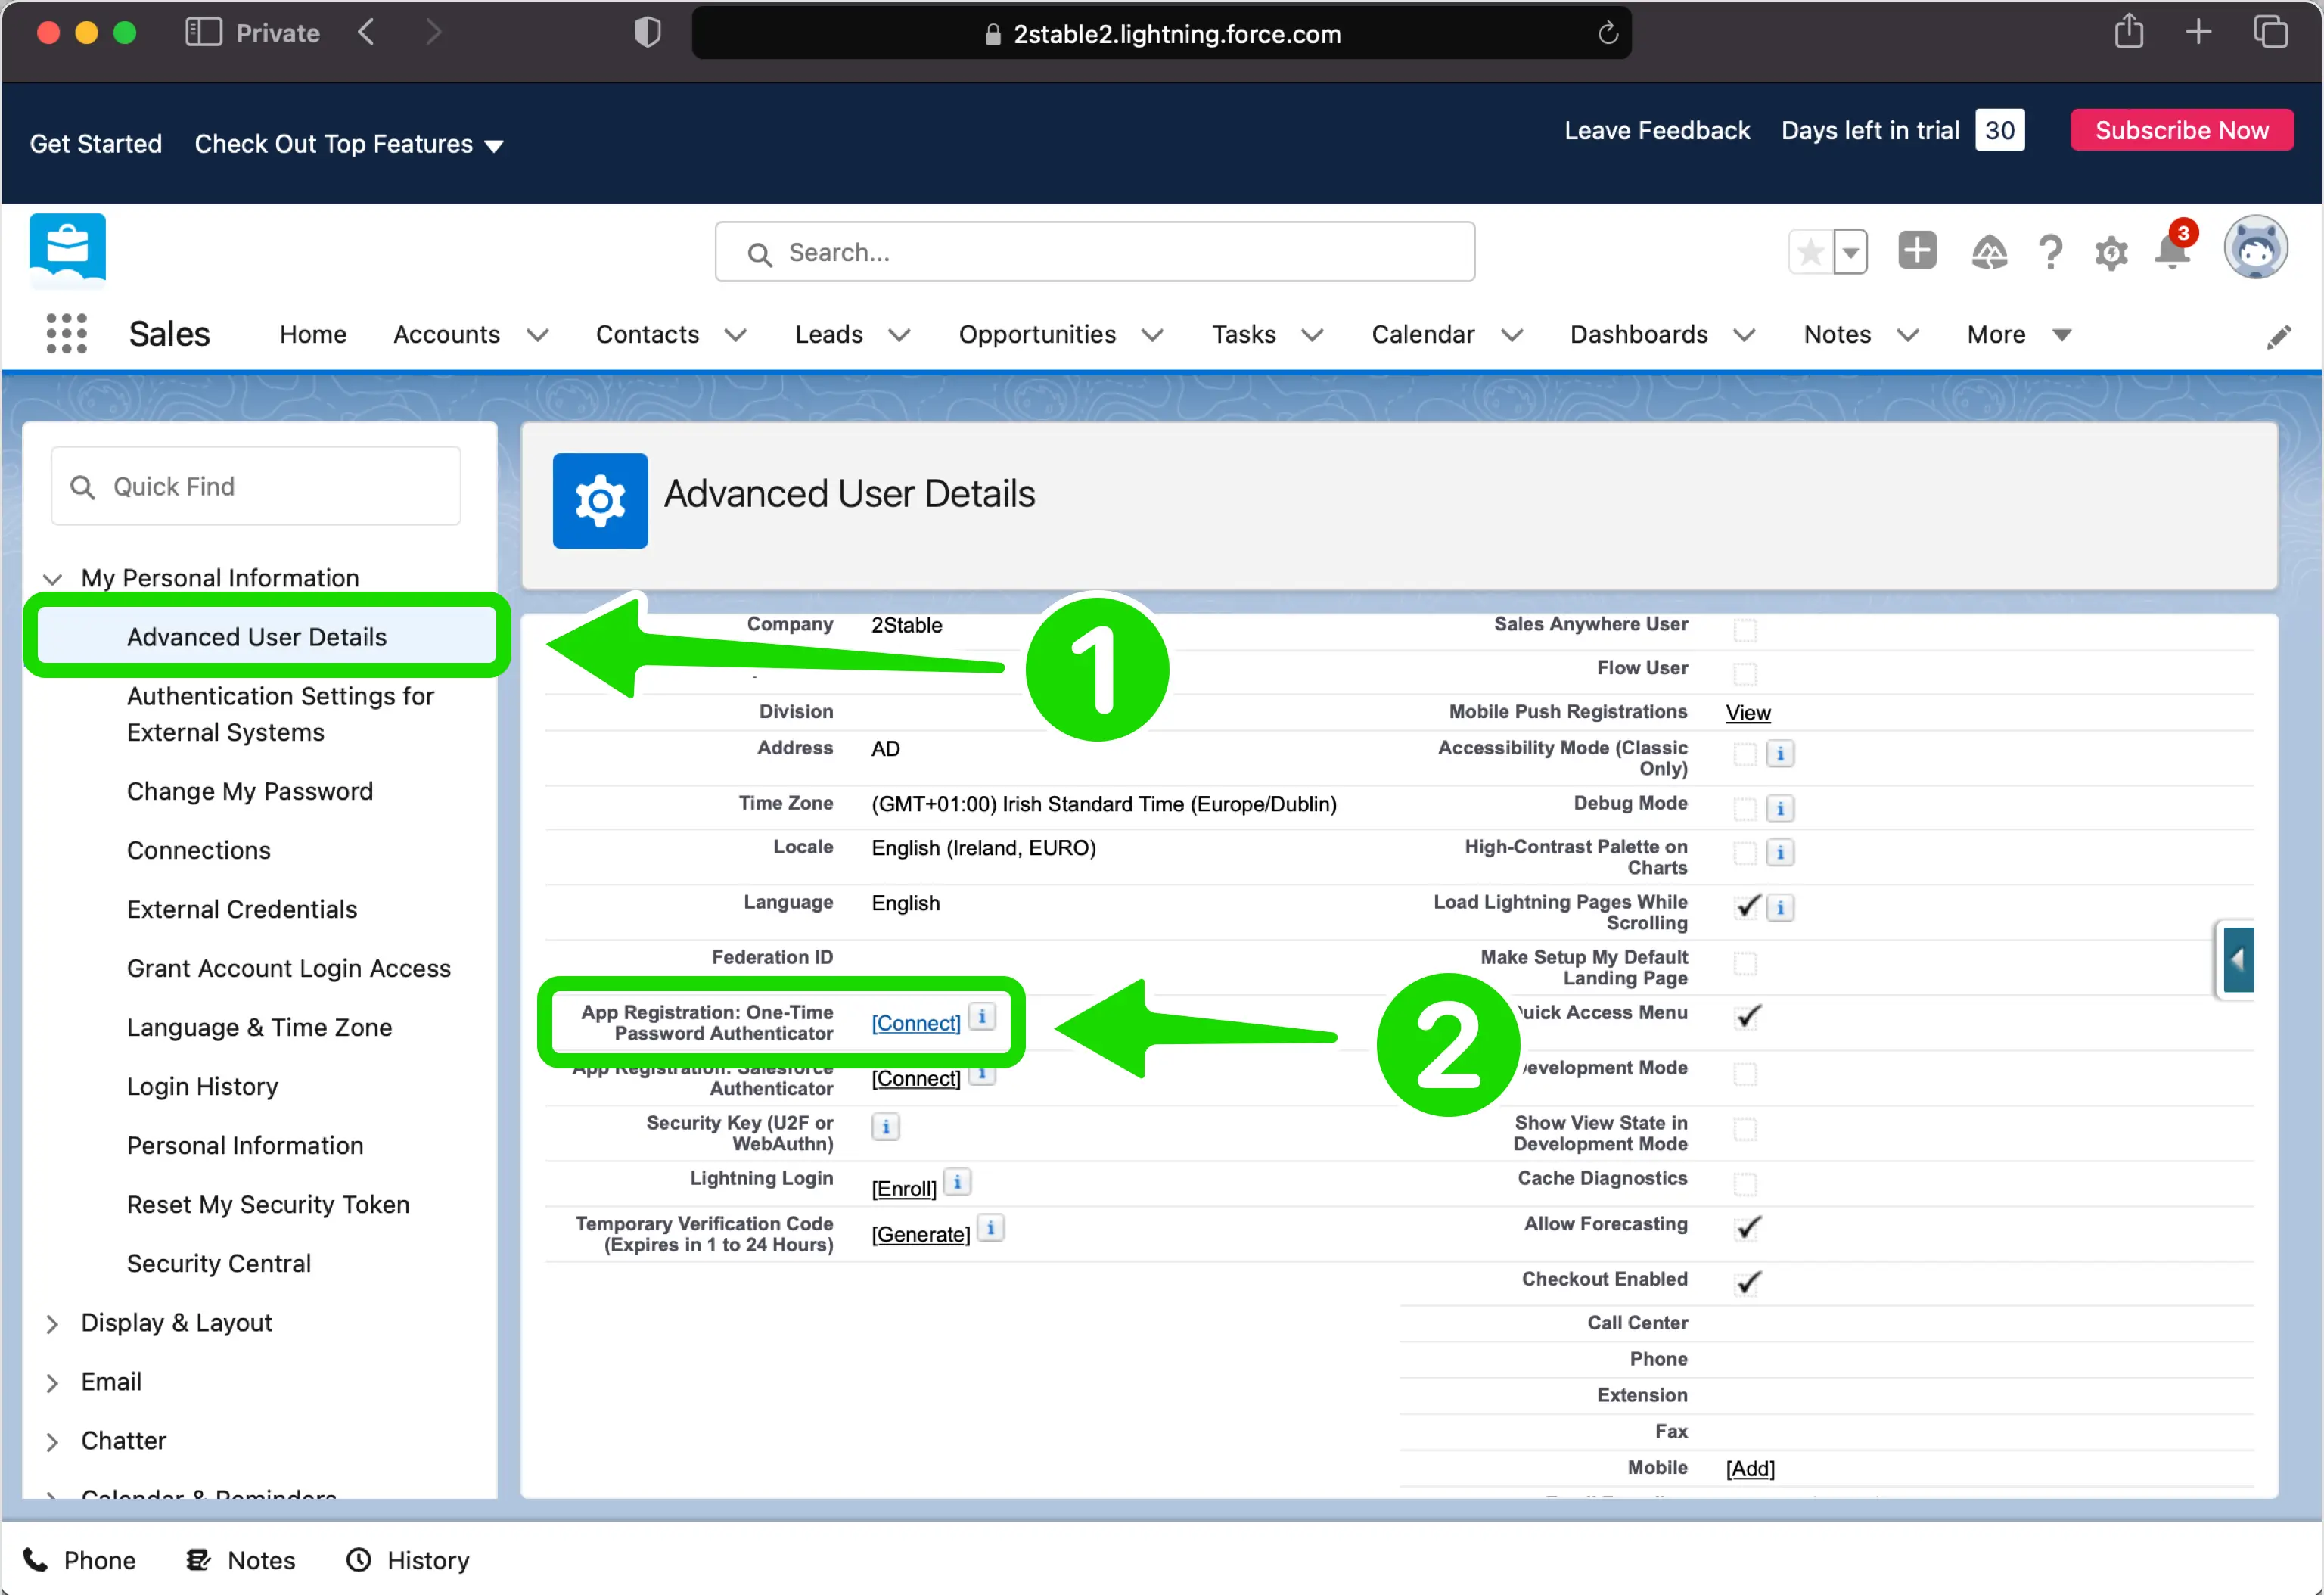 Private
2stable2.lightning.force.com
Get Started
Check Out Top Features
Leave Feedback
Days left in trial
30
Subscribe Now
Search...
3
Sales
Home
Accounts
Contacts
Leads
Opportunities
Tasks
Calendar
Dashboards
Notes
More
Quick Find
My Personal Information
Advanced User Details
Authentication Settings for
External Systems
Change My Password
Connections
External Credentials
Grant Account Login Access
Language & Time Zone
Login History
Personal Information
Reset My Security Token
Security Central
Display & Layout
Email
Chatter
Calendar & Reminders
Advanced User Details
1
Company 2Stable
Division
Address AD
Time Zone (GMT+01:00) Irish Standard Time (Europe/Dublin)
Locale English (Ireland, EURO)
Language English
Federation ID
App Registration: One-Time
Password Authenticator
[Connect] i
2
App Registration: Salesforce
Authenticator
[Connect] i
Security Key (U2F or
WebAuthn)
i
Lightning Login [Enroll] i
Temporary Verification Code
(Expires in 1 to 24 Hours)
[Generate] i
Sales Anywhere User
Flow User
Mobile Push Registrations View
Accessibility Mode (Classic
Only)
i
Debug Mode i
High-Contrast Palette on
Charts
i
Load Lightning Pages While
Scrolling
i
Make Setup My Default
Landing Page
uick Access Menu
evelopment Mode
Show View State in
Development Mode
Cache Diagnostics
Allow Forecasting
Checkout Enabled
Call Center
Phone
Extension
Fax
Mobile [Add]
Phone
Notes
History